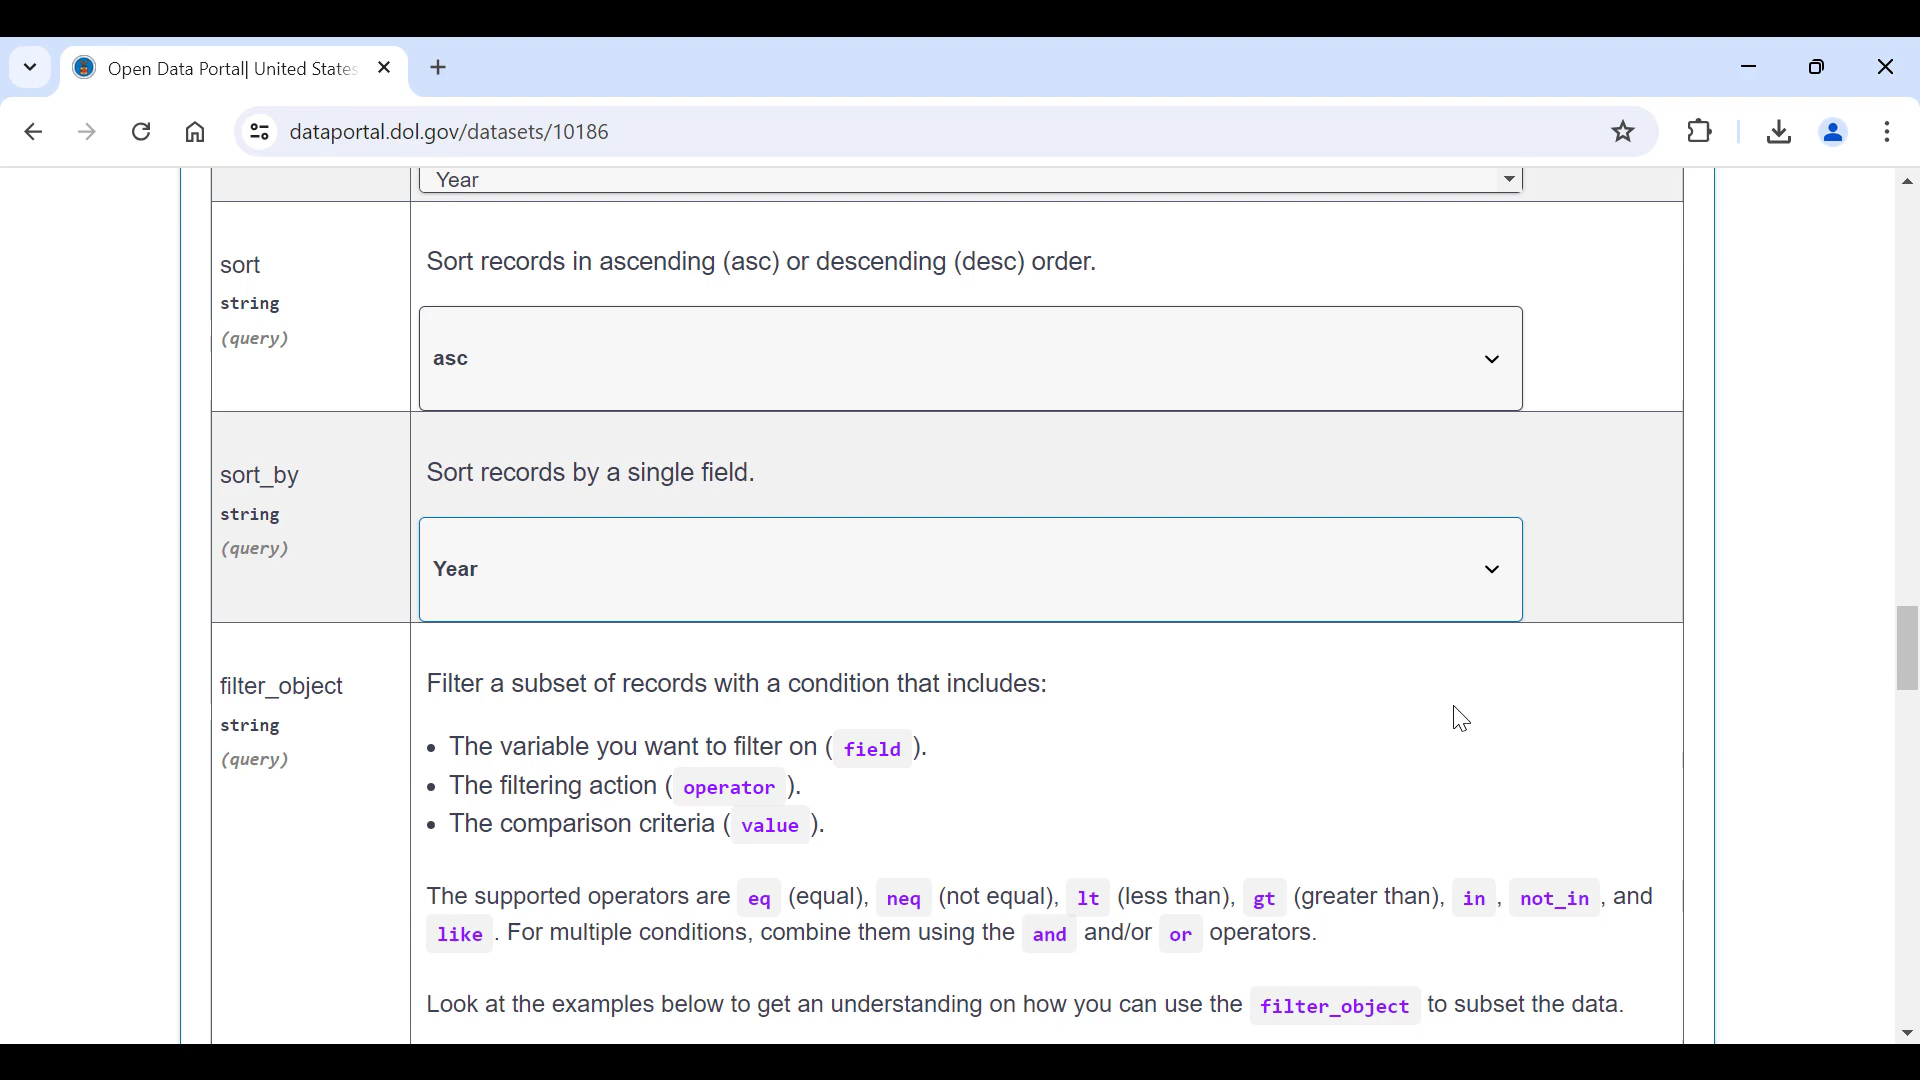 Open Data Portal| United States
dataportal.dol.gov/datasets/10186
Year
sort
string
(query)
Sort records in ascending (asc) or descending (desc) order.
asc
sort_by
string
(query)
Sort records by a single field.
Year
filter_object
string
(query)
Filter a subset of records with a condition that includes:
• The variable you want to filter on ( field ).
• The filtering action ( operator ).
• The comparison criteria ( value ).
The supported operators are eq (equal), neq (not equal), lt (less than), gt (greater than), in , not_in , and
like . For multiple conditions, combine them using the and and/or or operators.
Look at the examples below to get an understanding on how you can use the filter_object to subset the data.